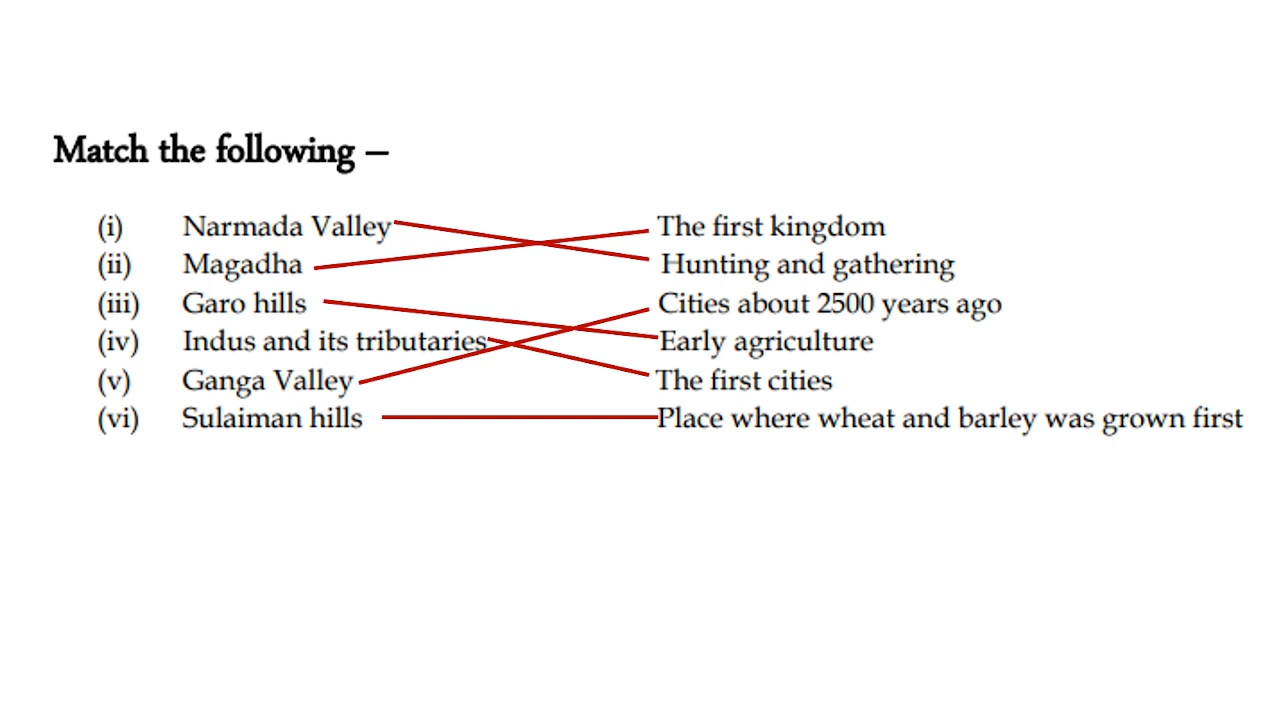 Match the following –
(i) Narmada Valley The first kingdom
(ii) Magadha Hunting and gathering
(iii) Garo hills Cities about 2500 years ago
(iv) Indus and its tributaries Early agriculture
(v) Ganga Valley The first cities
(vi) Sulaiman hills Place where wheat and barley was grown first